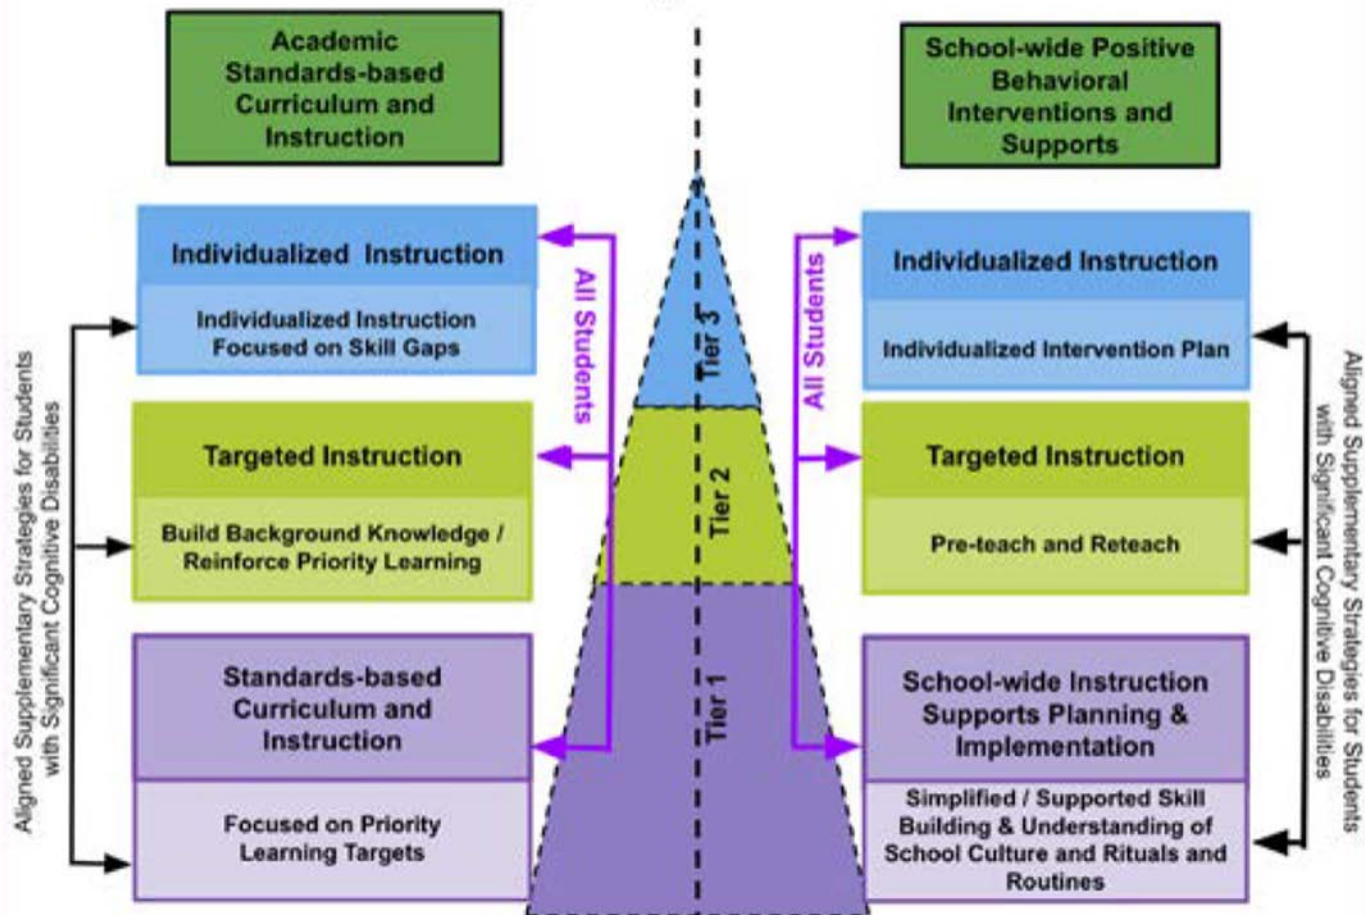 Academic
Standards-based
Curriculum and
Instruction
School-wide Positive
Behavioral
Interventions and
Supports
Individualized Instruction
Individualized Instruction
Focused on Skill Gaps
Targeted Instruction
Build Background Knowledge /
Reinforce Priority Learning
Standards-based
Curriculum and
Instruction
Focused on Priority
Learning Targets
Aligned Supplementary Strategies for Students
with Significant Cognitive Disabilities
All Students
Tier 3
Tier 2
Tier 1
All Students
Individualized Instruction
Individualized Intervention Plan
Targeted Instruction
Pre-teach and Reteach
School-wide Instruction
Supports Planning &
Implementation
Simplified / Supported Skill
Building & Understanding of
School Culture and Rituals and
Routines
Aligned Supplementary Strategies for Students
with Significant Cognitive Disabilities